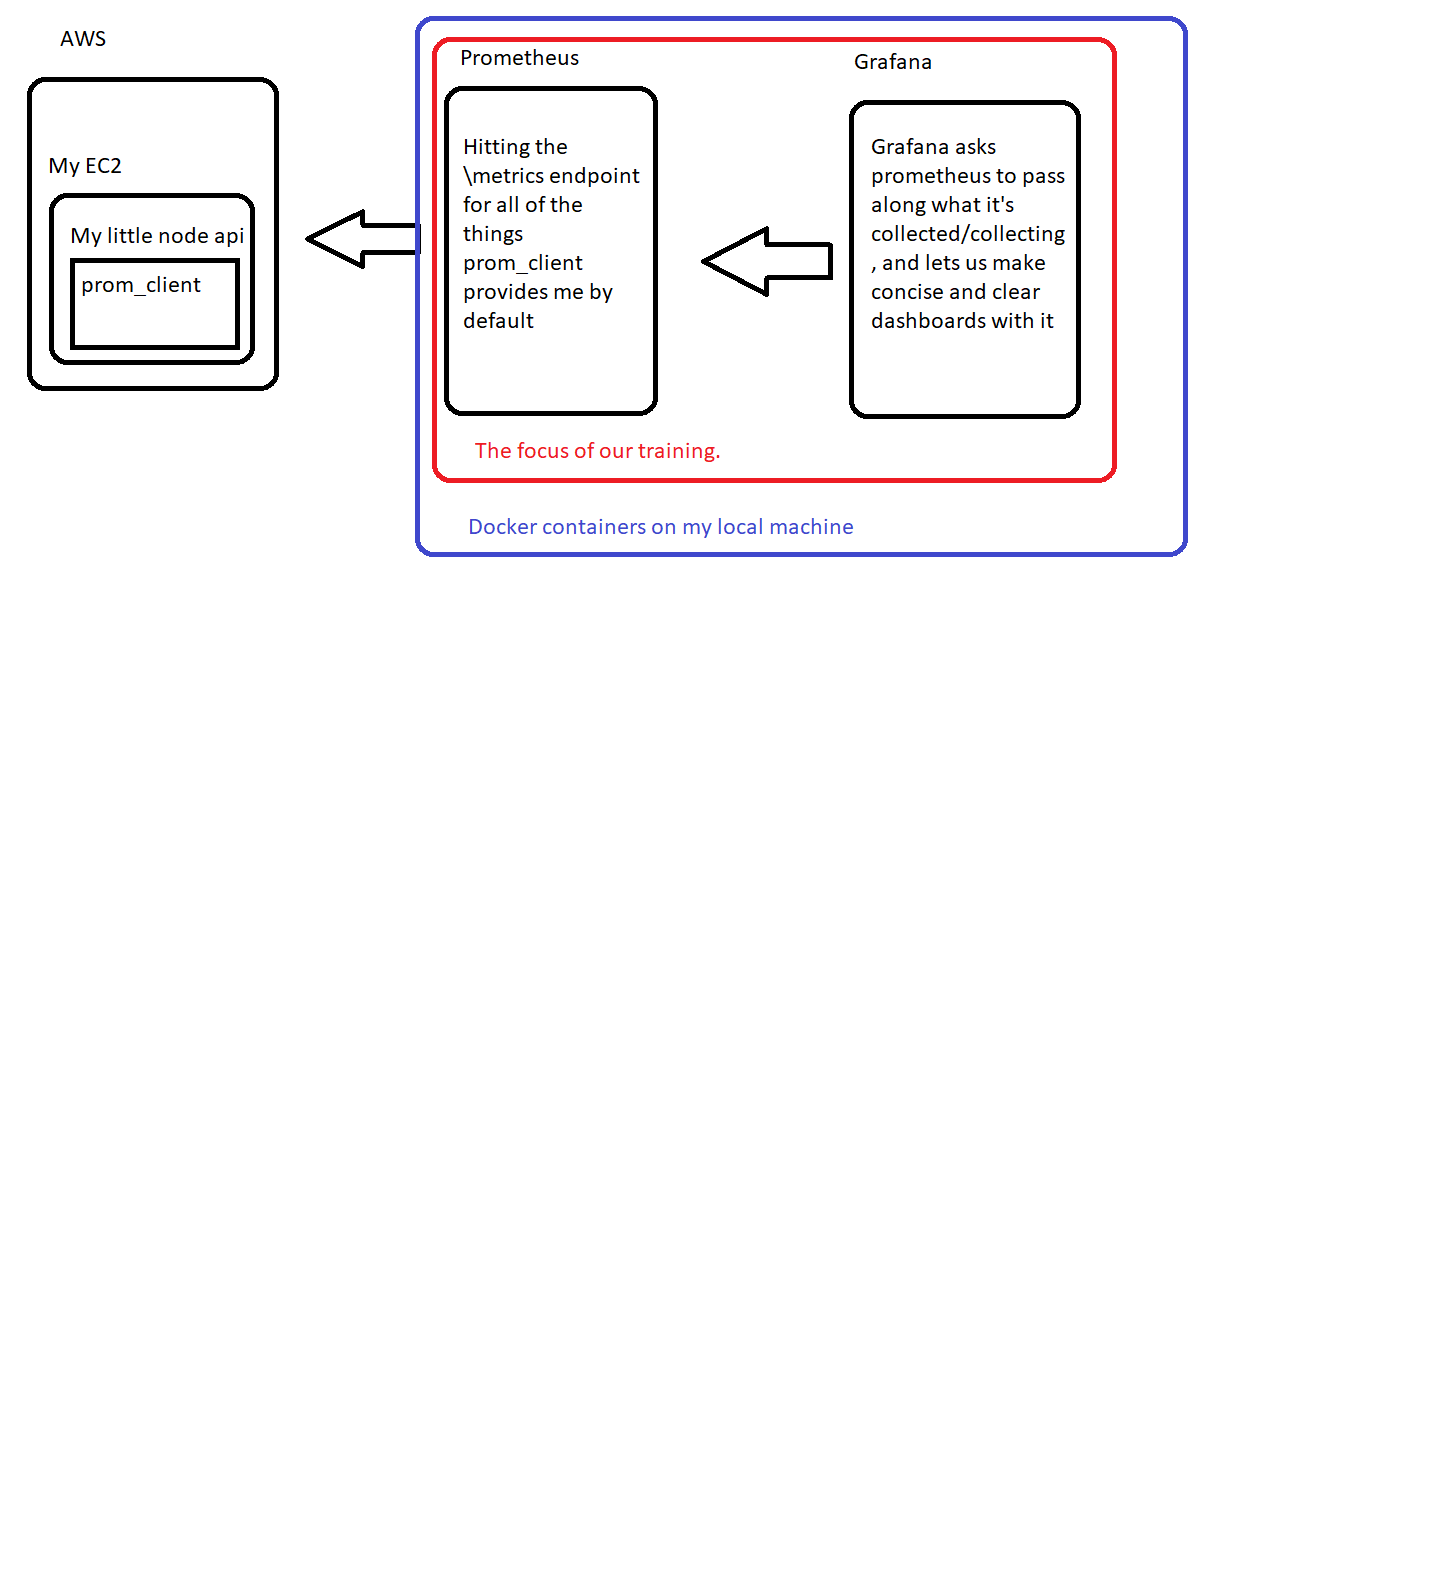 AWS
My EC2
My little node api
prom_client
Prometheus
Hitting the
\metrics endpoint
for all of the
things
prom_client
provides me by
default
Grafana
Grafana asks
prometheus to pass
along what it's
collected/collecting
, and lets us make
concise and clear
dashboards with it
The focus of our training.
Docker containers on my local machine